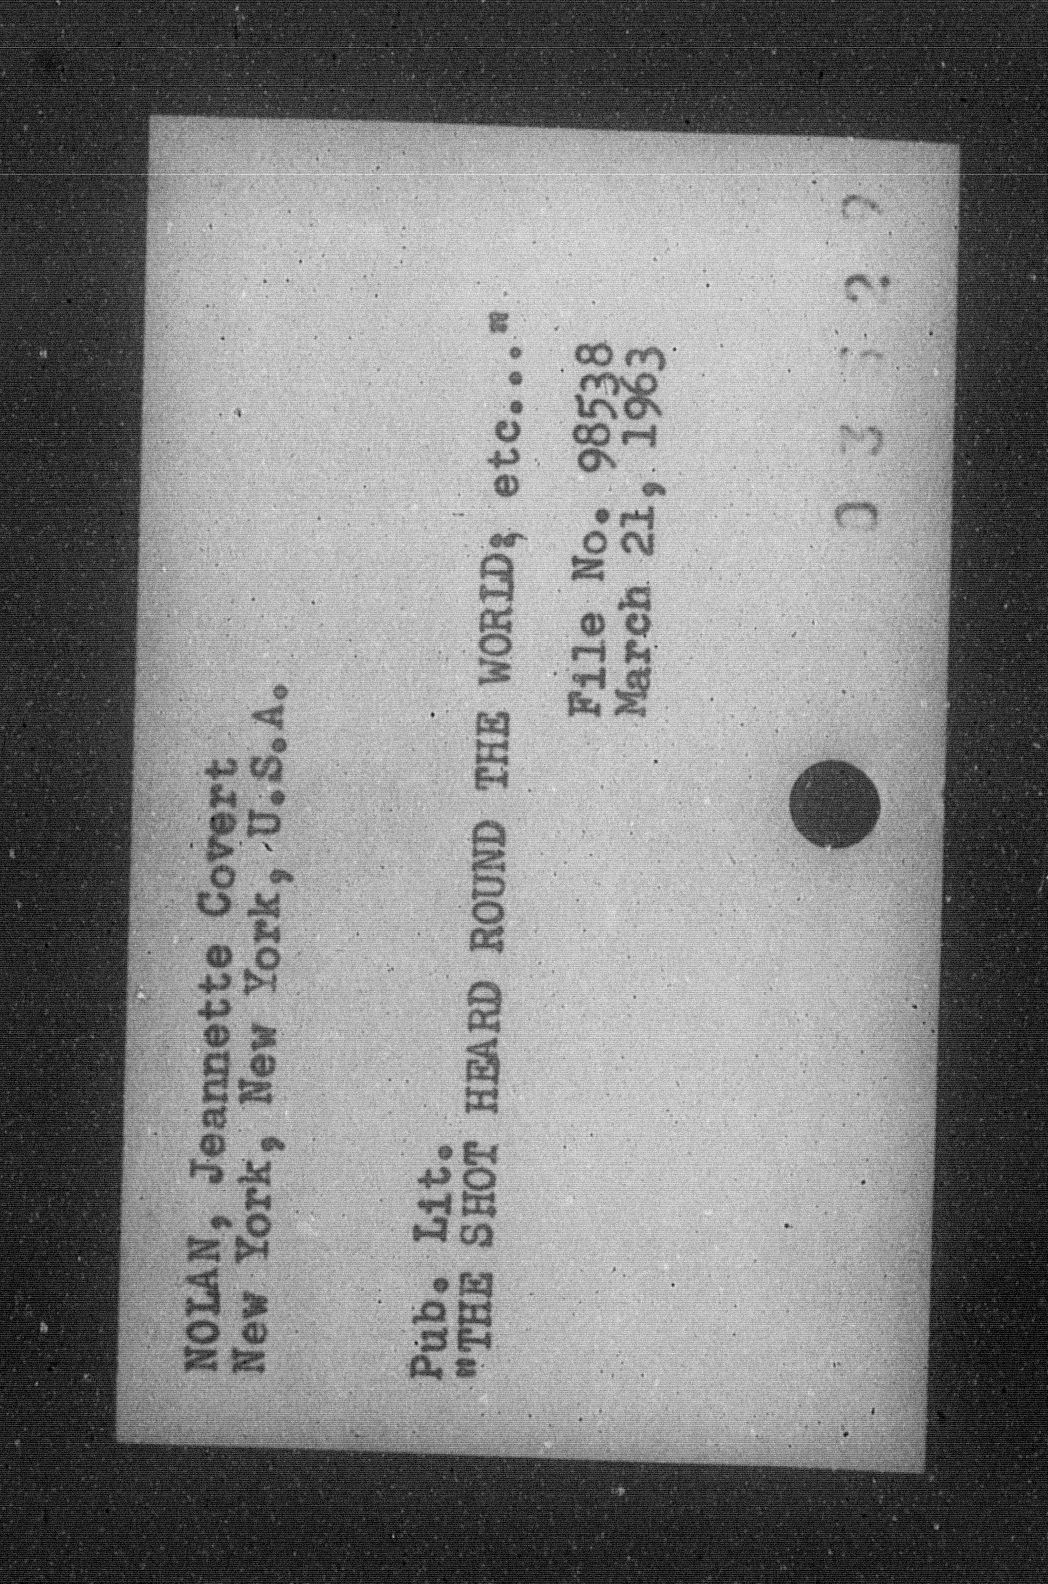 NOLAN, Jeannette Covert
New York, New York, U.S.A.
Pub. Lit.
"THE SHOT HEARD ROUND THE WORLD; etc...."
File No. 98538
March 21, 1963